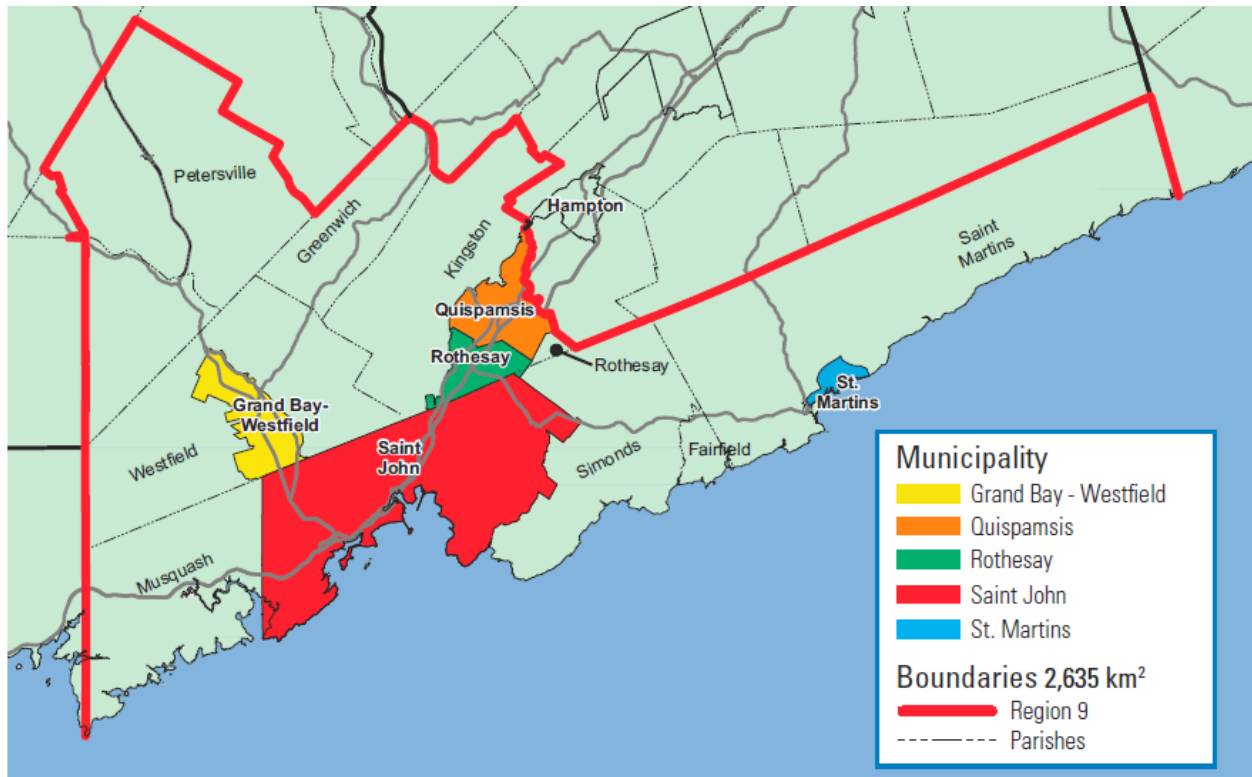 Petersville
Greenwich
Kingston
Hampton
Saint
Martins
Quispamsis
Rothesay
Rothesay
Grand Bay-
Westfield
St.
Martins
Westfield
Saint
John
Simonds
Fairfield
Musquash
Municipality
Grand Bay - Westfield
Quispamsis
Rothesay
Saint John
St. Martins
Boundaries 2,635 km²
Region 9
Parishes